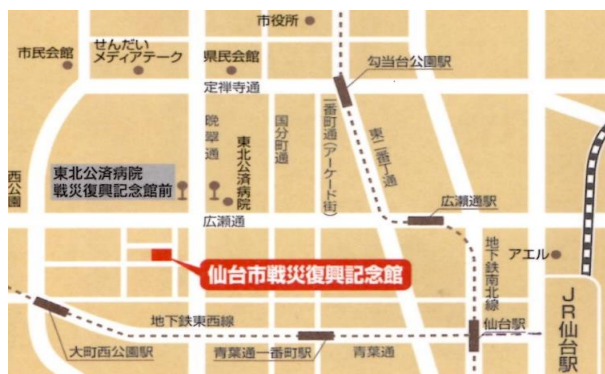 市役所
市民会館
せんだい
メディアテーク
県民会館
勾当台公園駅
定禅寺通
晩翠通
東北公済病院
国分町通
一番町通(アーケード街)
東二番丁通
西公園
東北公済病院
戦災復興記念館前
広瀬通
広瀬通駅
地下鉄南北線
アエル
仙台市戦災復興記念館
JR仙台駅
地下鉄東西線
仙台駅
大町西公園駅
青葉通一番町駅
青葉通